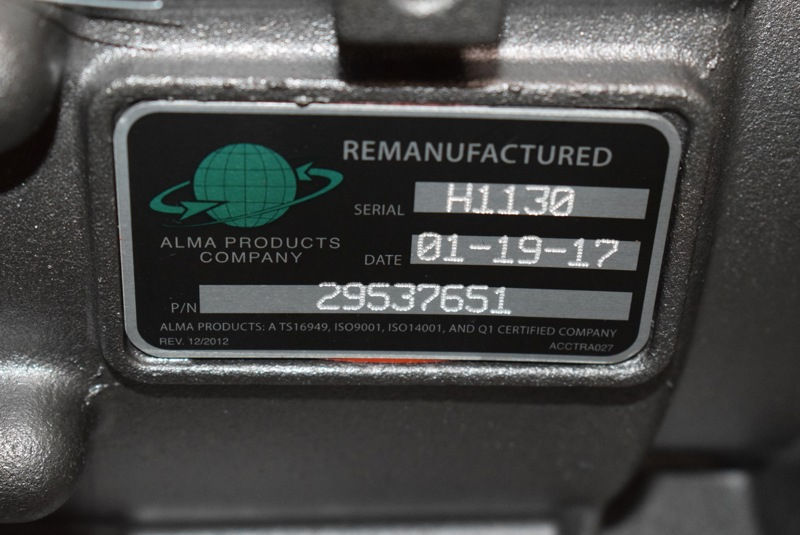 REMANUFACTURED
SERIAL H1130
ALMA PRODUCTS
COMPANY
DATE 01-19-17
P/N 29537651
ALMA PRODUCTS: A TS16949, ISO9001, ISO14001, AND Q1 CERTIFIED COMPANY
REV. 12/2012 ACCTRA027